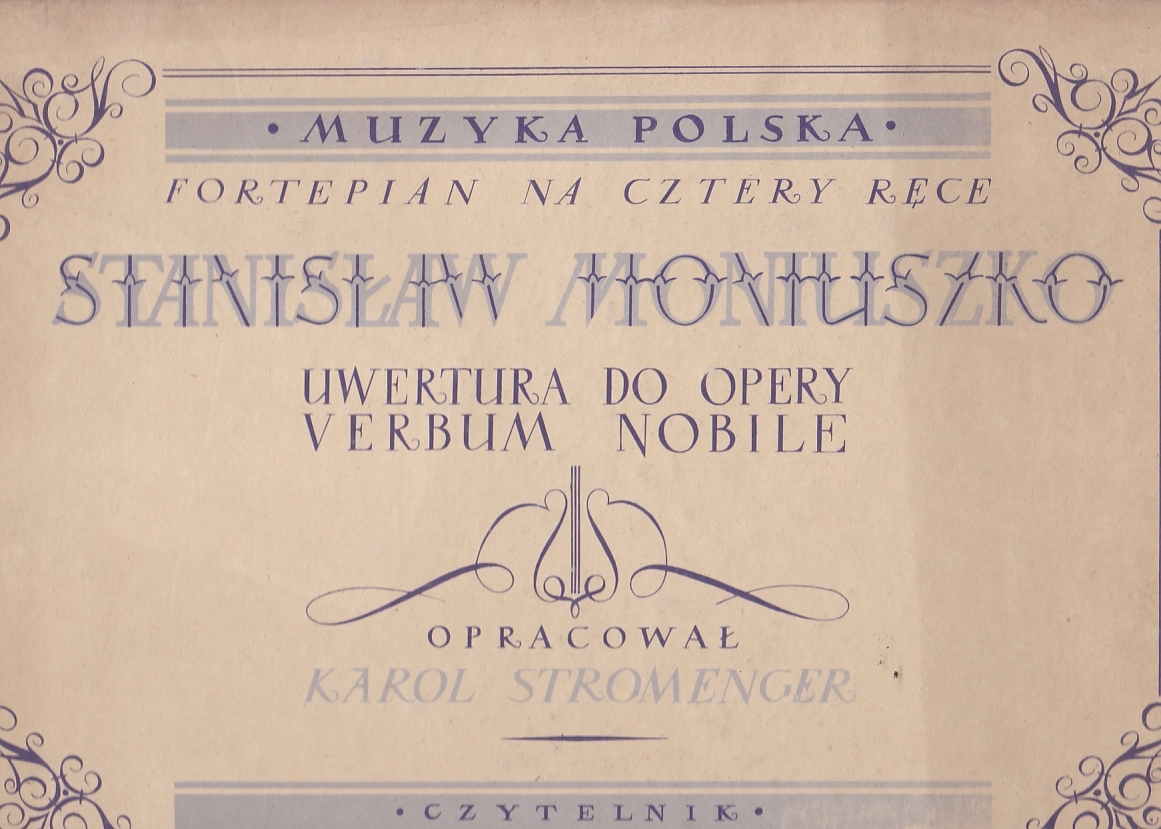 • MUZYKA POLSKA •
FORTEPIAN NA CZTERY RĘCE
STANISŁAW MONIUSZKO
UWERTURA DO OPERY
VERBUM NOBILE
OPRACOWAŁ
KAROL STROMENGER
• CZYTELNIK •